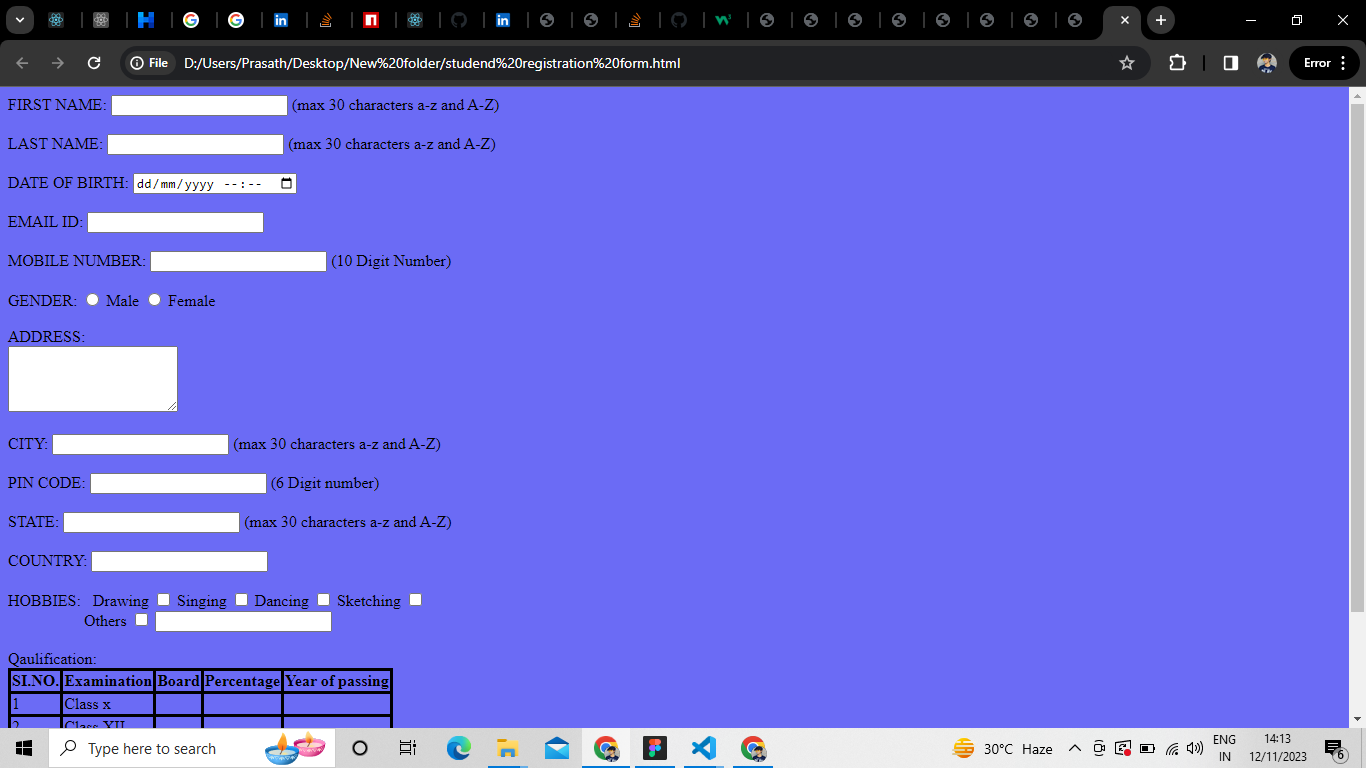 File D:/Users/Prasath/Desktop/New%20folder/studend%20registration%20form.html Error
FIRST NAME: (max 30 characters a-z and A-Z)
LAST NAME: (max 30 characters a-z and A-Z)
DATE OF BIRTH: dd/mm/yyyy --:--
EMAIL ID:
MOBILE NUMBER: (10 Digit Number)
GENDER: Male Female
ADDRESS:
CITY: (max 30 characters a-z and A-Z)
PIN CODE: (6 Digit number)
STATE: (max 30 characters a-z and A-Z)
COUNTRY:
HOBBIES: Drawing Singing Dancing Sketching
Others
Qaulification:
SI.NO. Examination Board Percentage Year of passing
1 Class x
2 Class XII
Type here to search 30°C Haze ENG IN 14:13 12/11/2023 6